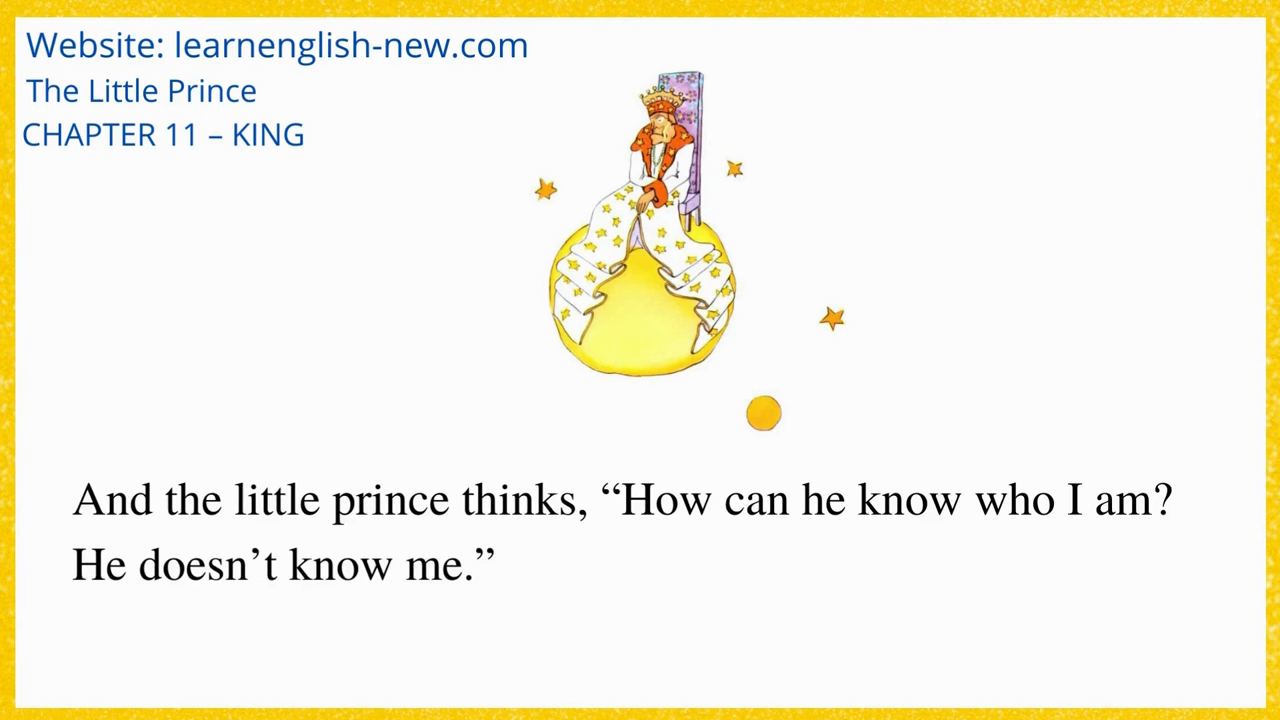 Website: learnenglish-new.com
The Little Prince
CHAPTER 11 – KING
And the little prince thinks, “How can he know who I am?
He doesn’t know me.”